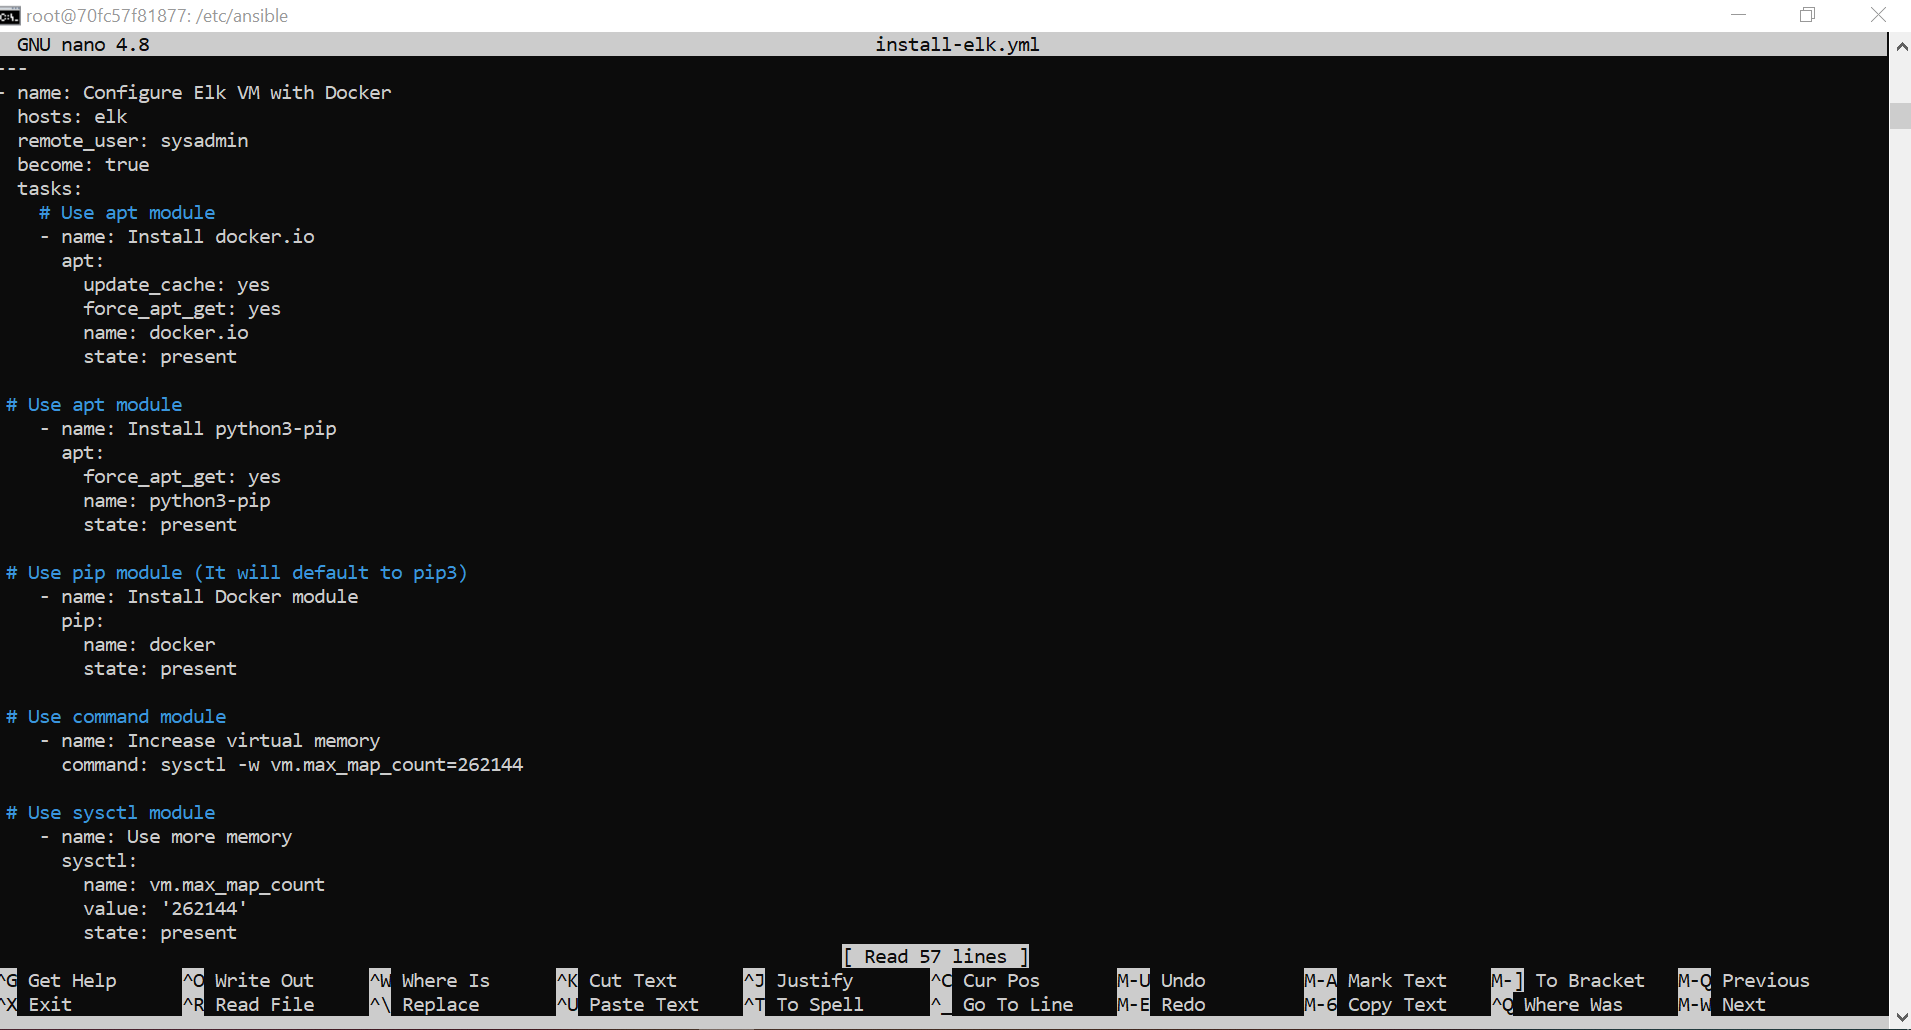 root@70fc57f81877: /etc/ansible
GNU nano 4.8 install-elk.yml
---
- name: Configure Elk VM with Docker
  hosts: elk
  remote_user: sysadmin
  become: true
  tasks:
    # Use apt module
    - name: Install docker.io
      apt:
        update_cache: yes
        force_apt_get: yes
        name: docker.io
        state: present

 # Use apt module
    - name: Install python3-pip
      apt:
        force_apt_get: yes
        name: python3-pip
        state: present

 # Use pip module (It will default to pip3)
    - name: Install Docker module
      pip:
        name: docker
        state: present

 # Use command module
    - name: Increase virtual memory
      command: sysctl -w vm.max_map_count=262144

 # Use sysctl module
    - name: Use more memory
      sysctl:
        name: vm.max_map_count
        value: '262144'
        state: present
[ Read 57 lines ]
^G Get Help ^O Write Out ^W Where Is ^K Cut Text ^J Justify ^C Cur Pos M-U Undo M-A Mark Text M-] To Bracket M-Q Previous
^X Exit ^R Read File ^\ Replace ^U Paste Text ^T To Spell ^_ Go To Line M-E Redo M-6 Copy Text ^Q Where Was M-W Next